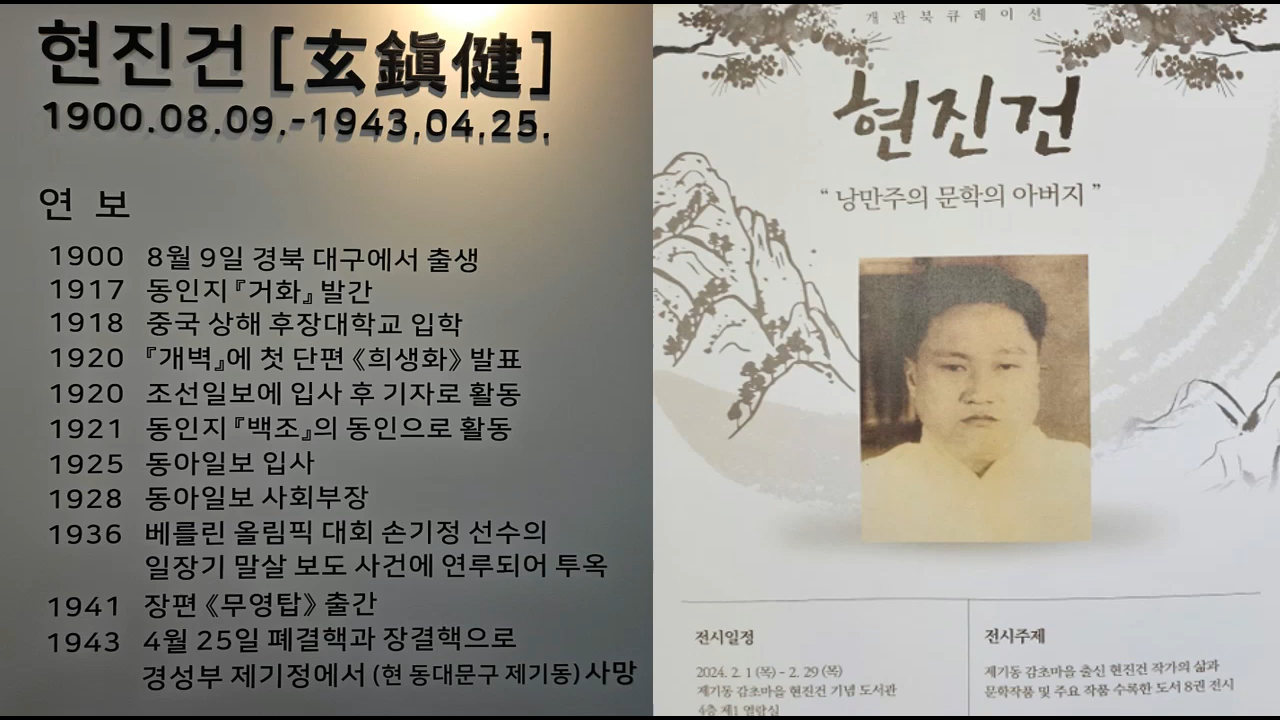 현진건 [玄鎭健]
1900.08.09.-1943.04.25.
연 보
1900 8월 9일 경북 대구에서 출생
1917 동인지『거화』발간
1918 중국 상해 후장대학교 입학
1920 『개벽』에 첫 단편《희생화》발표
1920 조선일보에 입사 후 기자로 활동
1921 동인지『백조』의 동인으로 활동
1925 동아일보 입사
1928 동아일보 사회부장
1936 베를린 올림픽 대회 손기정 선수의
일장기 말살 보도 사건에 연루되어 투옥
1941 장편《무영탑》출간
1943 4월 25일 폐결핵과 장결핵으로
경성부 제기정에서 (현 동대문구 제기동) 사망
개관북큐레이션
현진건
“ 낭만주의 문학의 아버지 ”
전시일정
2024. 2. 1 (목) - 2. 29 (목)
제기동 감초마을 현진건 기념 도서관
4층 제1 열람실
전시주제
제기동 감초마을 출신 현진건 작가의 삶과
문학작품 및 주요 작품 수록한 도서 8권 전시